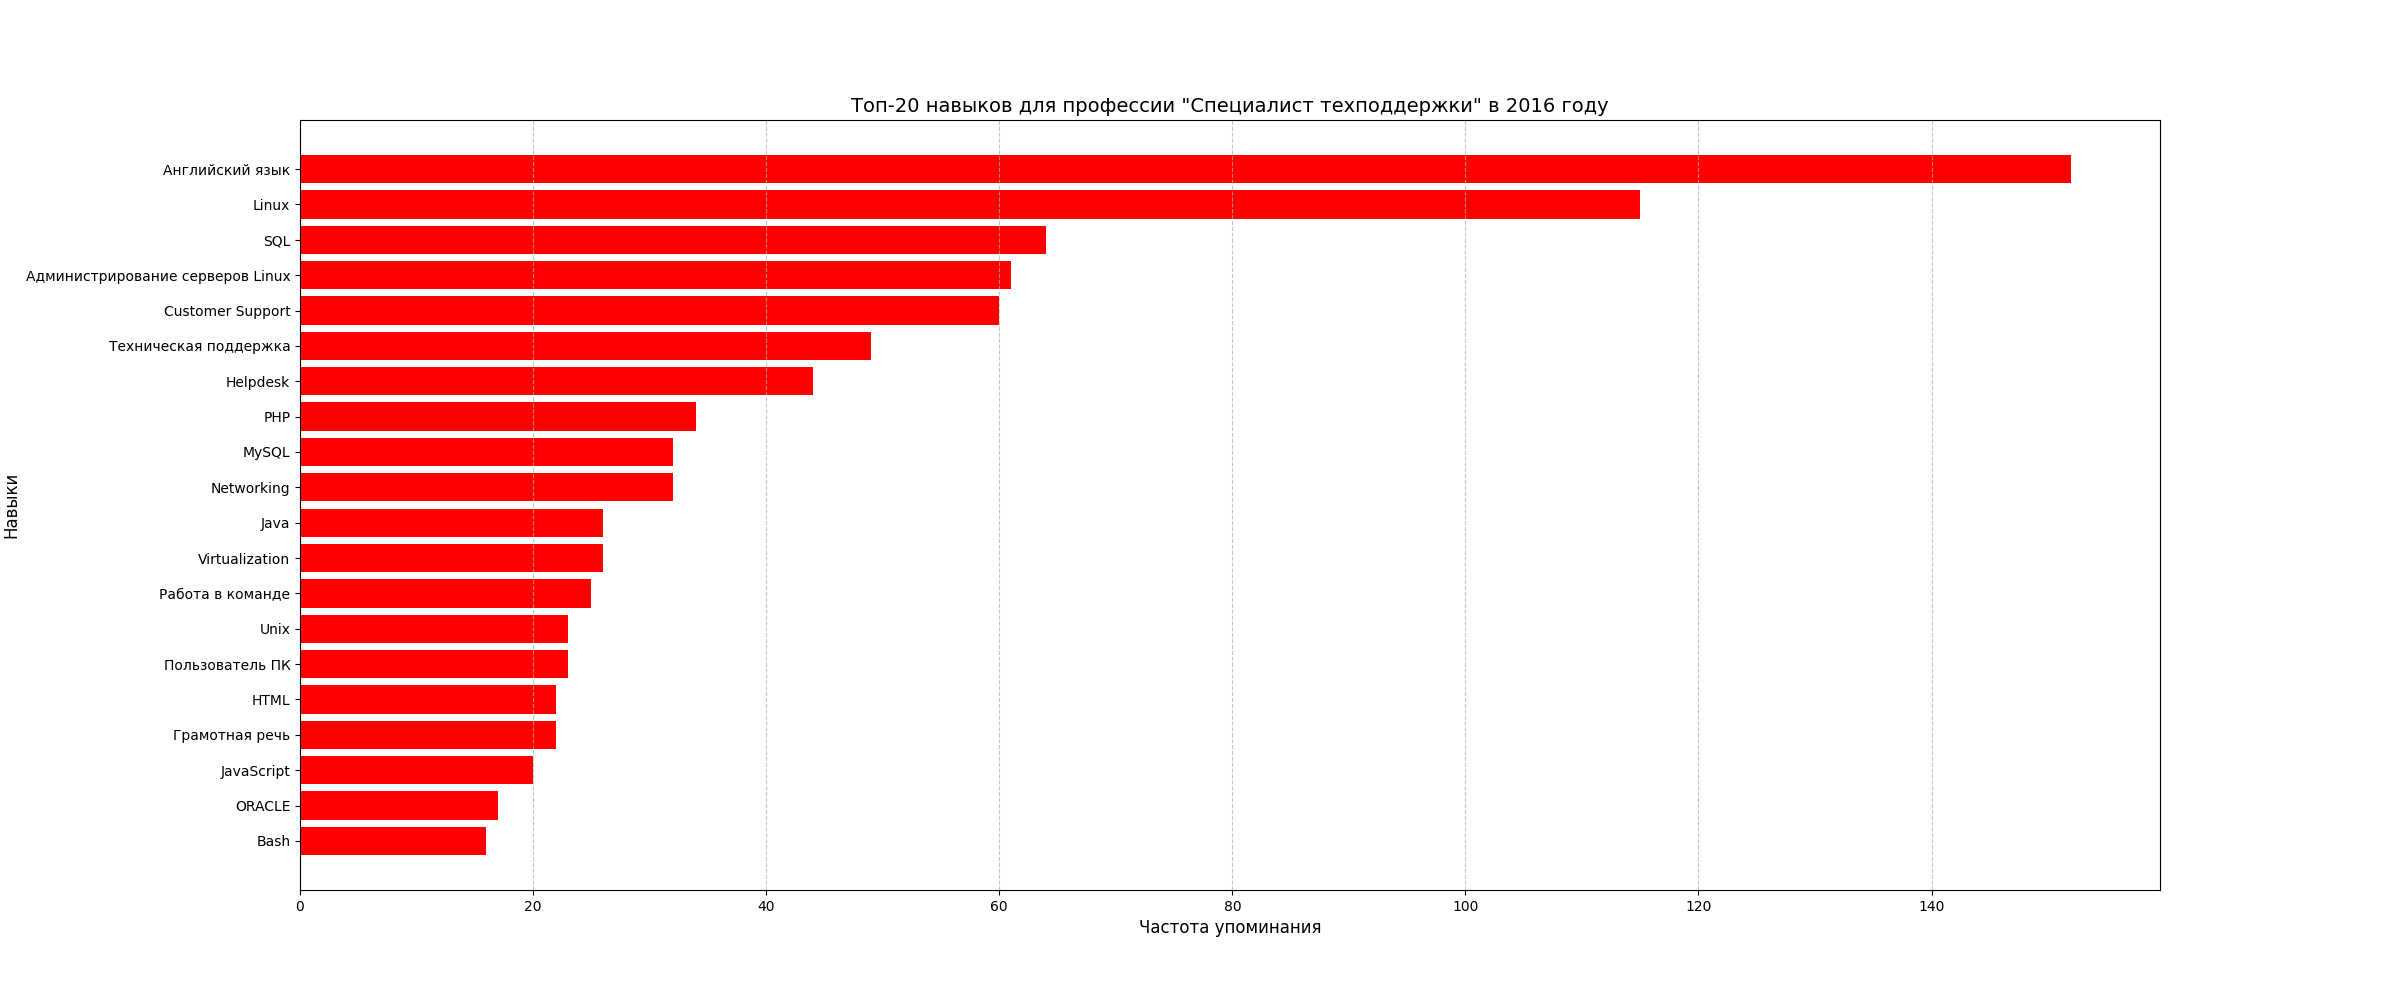 Топ-20 навыков для профессии "Специалист техподдержки" в 2016 году
Навыки
Английский язык
Linux
SQL
Администрирование серверов Linux
Customer Support
Техническая поддержка
Helpdesk
PHP
MySQL
Networking
Java
Virtualization
Работа в команде
Unix
Пользователь ПК
HTML
Грамотная речь
JavaScript
ORACLE
Bash
0 20 40 60 80 100 120 140
Частота упоминания